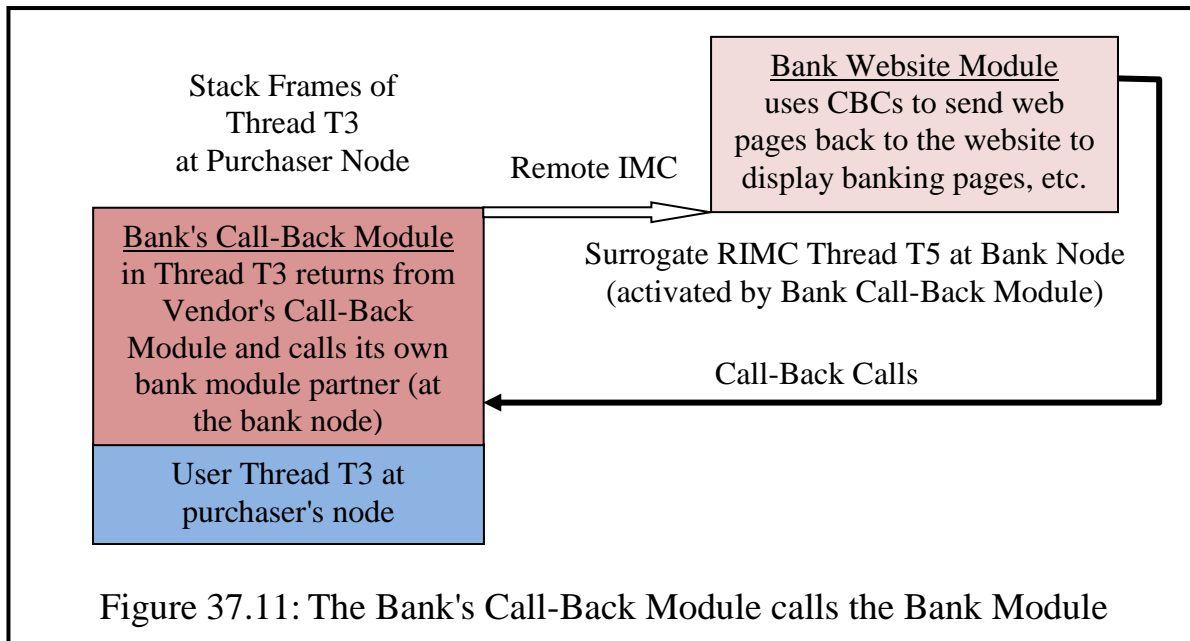 Stack Frames of
Thread T3
at Purchaser Node
Remote IMC
Bank Website Module
uses CBCs to send web
pages back to the website to
display banking pages, etc.
Bank's Call-Back Module
in Thread T3 returns from
Vendor's Call-Back
Module and calls its own
bank module partner (at
the bank node)
Surrogate RIMC Thread T5 at Bank Node
(activated by Bank Call-Back Module)
Call-Back Calls
User Thread T3 at
purchaser's node
Figure 37.11: The Bank's Call-Back Module calls the Bank Module